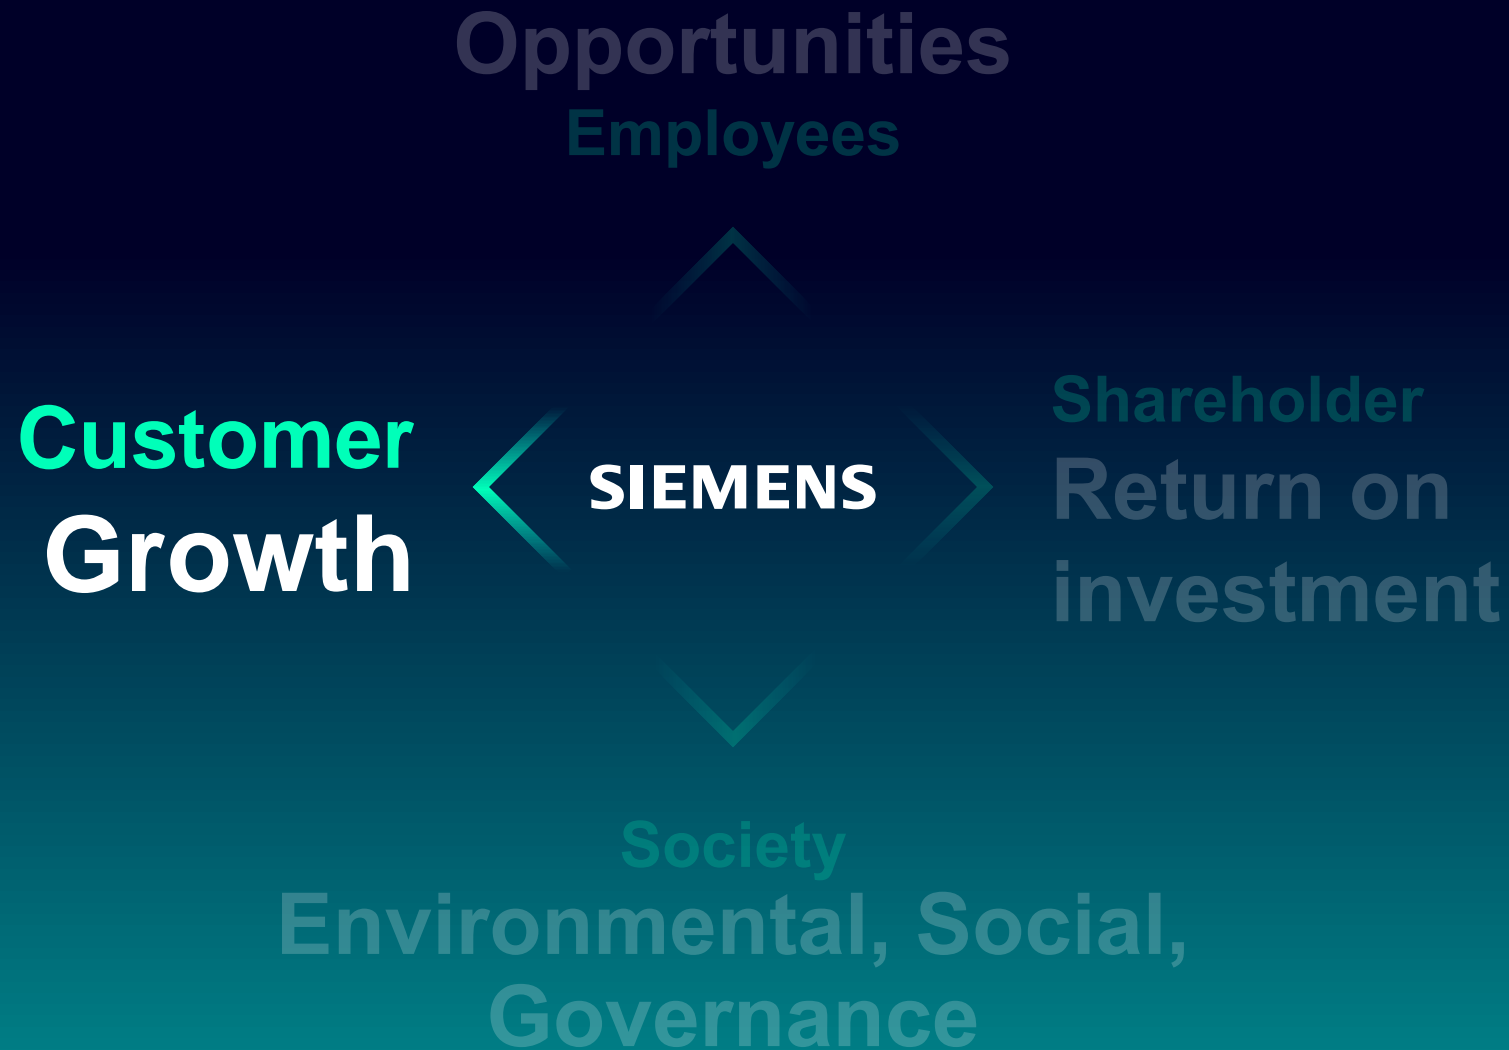 Opportunities
Employees
Customer
Growth
SIEMENS
Shareholder
Return on
investment
Society
Environmental, Social,
Governance